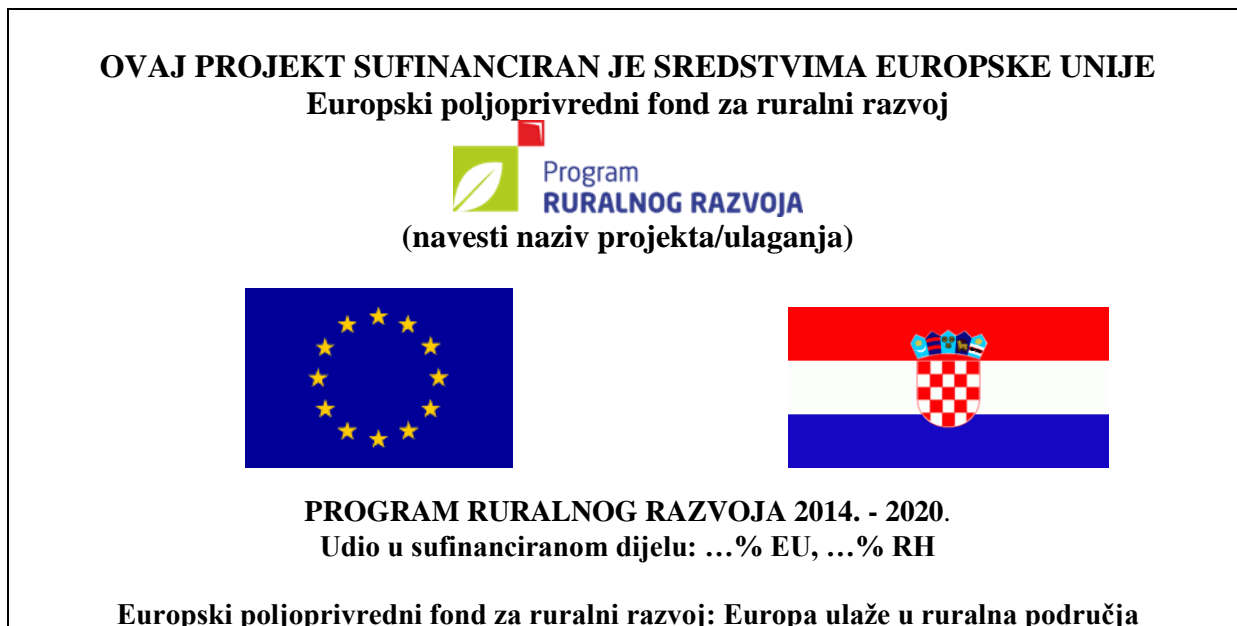 OVAJ PROJEKT SUFINANCIRAN JE SREDSTVIMA EUROPSKE UNIJE
Europski poljoprivredni fond za ruralni razvoj
Program
RURALNOG RAZVOJA
(navesti naziv projekta/ulaganja)
PROGRAM RURALNOG RAZVOJA 2014. - 2020.
Udio u sufinanciranom dijelu: …% EU, …% RH
Europski poljoprivredni fond za ruralni razvoj: Europa ulaže u ruralna područja